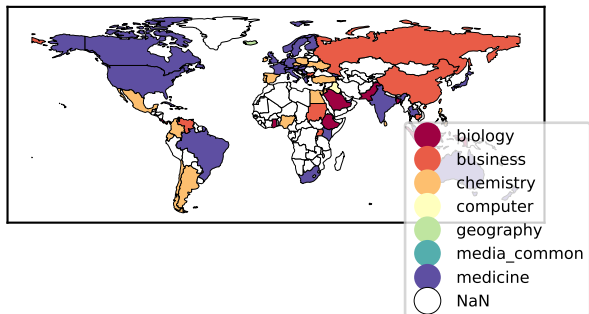 biology
business
chemistry
computer
geography
media_common
medicine
NaN